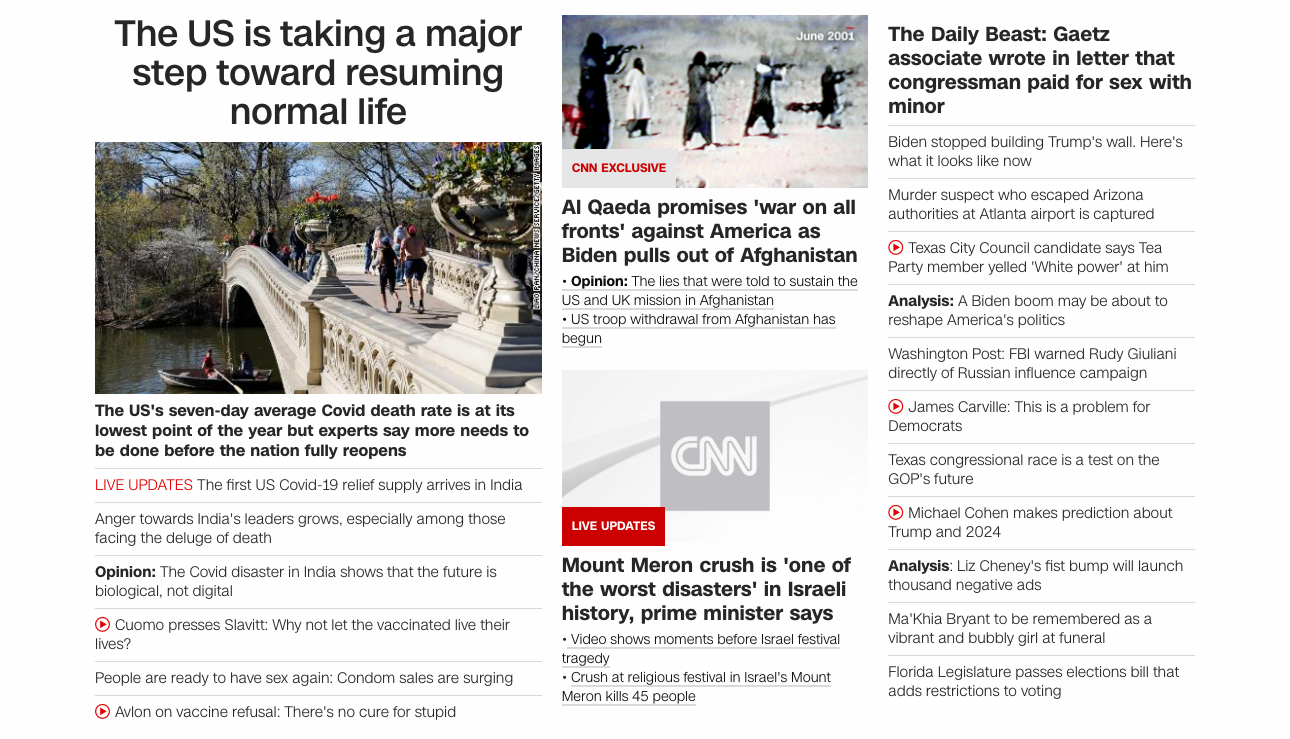 The US is taking a major
step toward resuming
normal life
LIAO PAN/CHINA NEWS SERVICE/GETTY IMAGES
The US's seven-day average Covid death rate is at its
lowest point of the year but experts say more needs to
be done before the nation fully reopens
LIVE UPDATES The first US Covid-19 relief supply arrives in India
Anger towards India's leaders grows, especially among those
facing the deluge of death
Opinion: The Covid disaster in India shows that the future is
biological, not digital
Cuomo presses Slavitt: Why not let the vaccinated live their
lives?
People are ready to have sex again: Condom sales are surging
Avlon on vaccine refusal: There's no cure for stupid
June 2001
CNN EXCLUSIVE
Al Qaeda promises 'war on all
fronts' against America as
Biden pulls out of Afghanistan
• Opinion: The lies that were told to sustain the
US and UK mission in Afghanistan
• US troop withdrawal from Afghanistan has
begun
CNN
LIVE UPDATES
Mount Meron crush is 'one of
the worst disasters' in Israeli
history, prime minister says
• Video shows moments before Israel festival
tragedy
• Crush at religious festival in Israel's Mount
Meron kills 45 people
The Daily Beast: Gaetz
associate wrote in letter that
congressman paid for sex with
minor
Biden stopped building Trump's wall. Here's
what it looks like now
Murder suspect who escaped Arizona
authorities at Atlanta airport is captured
Texas City Council candidate says Tea
Party member yelled 'White power' at him
Analysis: A Biden boom may be about to
reshape America's politics
Washington Post: FBI warned Rudy Giuliani
directly of Russian influence campaign
James Carville: This is a problem for
Democrats
Texas congressional race is a test on the
GOP's future
Michael Cohen makes prediction about
Trump and 2024
Analysis: Liz Cheney's fist bump will launch
thousand negative ads
Ma'Khia Bryant to be remembered as a
vibrant and bubbly girl at funeral
Florida Legislature passes elections bill that
adds restrictions to voting